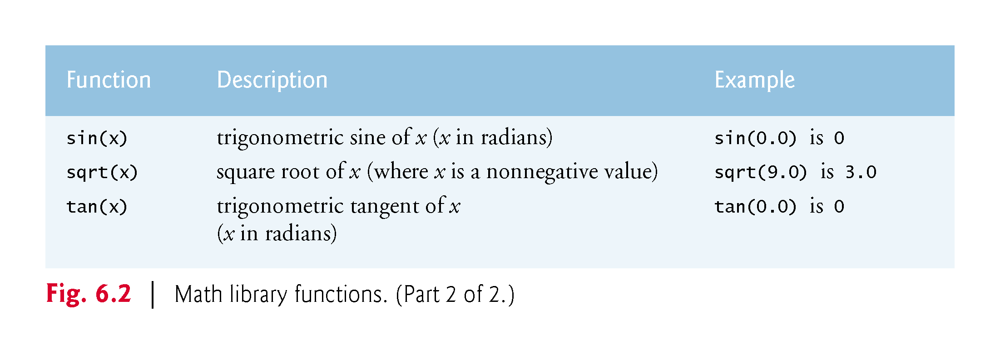 Function Description Example
sin(x) trigonometric sine of x (x in radians) sin(0.0) is 0
sqrt(x) square root of x (where x is a nonnegative value) sqrt(9.0) is 3.0
tan(x) trigonometric tangent of x tan(0.0) is 0
(x in radians)
Fig. 6.2 | Math library functions. (Part 2 of 2.)